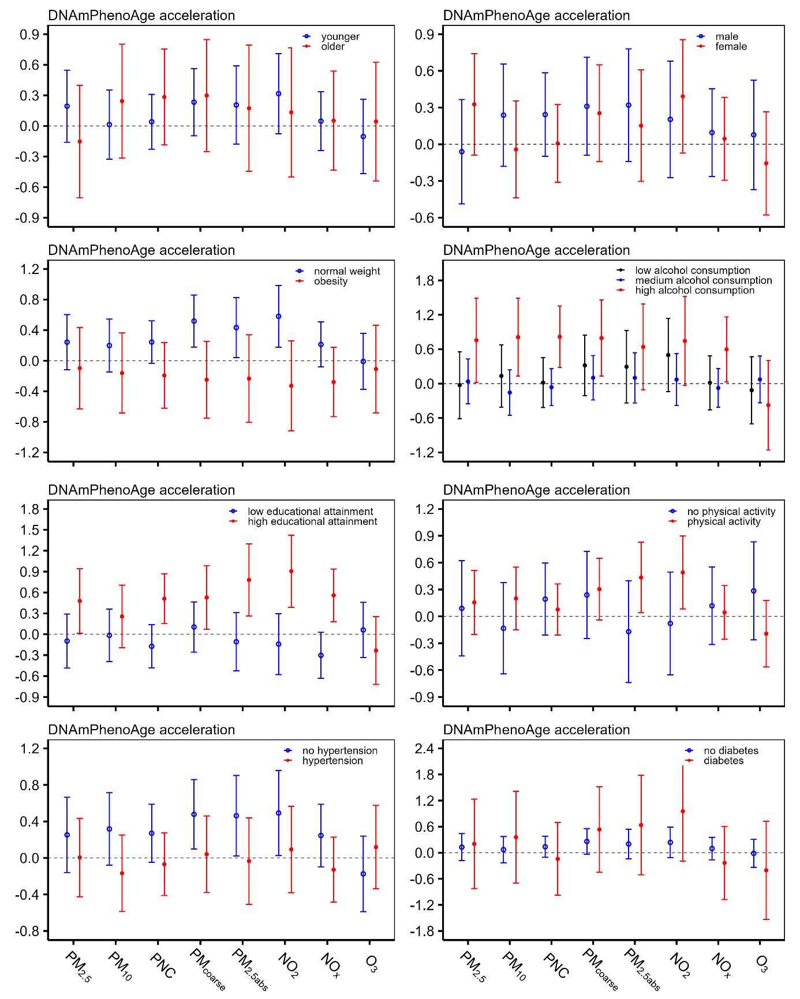 DNAmPhenoAge acceleration
younger
older
0.9
0.6
0.3
0.0
-0.3
-0.6
-0.9
DNAmPhenoAge acceleration
male
female
0.9
0.6
0.3
0.0
-0.3
-0.6
DNAmPhenoAge acceleration
normal weight
obesity
1.2
0.8
0.4
0.0
-0.4
-0.8
-1.2
DNAmPhenoAge acceleration
low alcohol consumption
medium alcohol consumption
high alcohol consumption
1.8
1.2
0.6
0.0
-0.6
-1.2
DNAmPhenoAge acceleration
low educational attainment
high educational attainment
1.8
1.5
1.2
0.9
0.6
0.3
0.0
-0.3
-0.6
-0.9
DNAmPhenoAge acceleration
no physical activity
physical activity
1.2
0.9
0.6
0.3
0.0
-0.3
-0.6
-0.9
DNAmPhenoAge acceleration
no hypertension
hypertension
1.2
0.8
0.4
0.0
-0.4
-0.8
PM2.5
PM10
PNC
PMcoarse
PM2.5abs
NO2
NOx
O3
DNAmPhenoAge acceleration
no diabetes
diabetes
2.4
1.8
1.2
0.6
0.0
-0.6
-1.2
-1.8
PM2.5
PM10
PNC
PMcoarse
PM2.5abs
NO2
NOx
O3